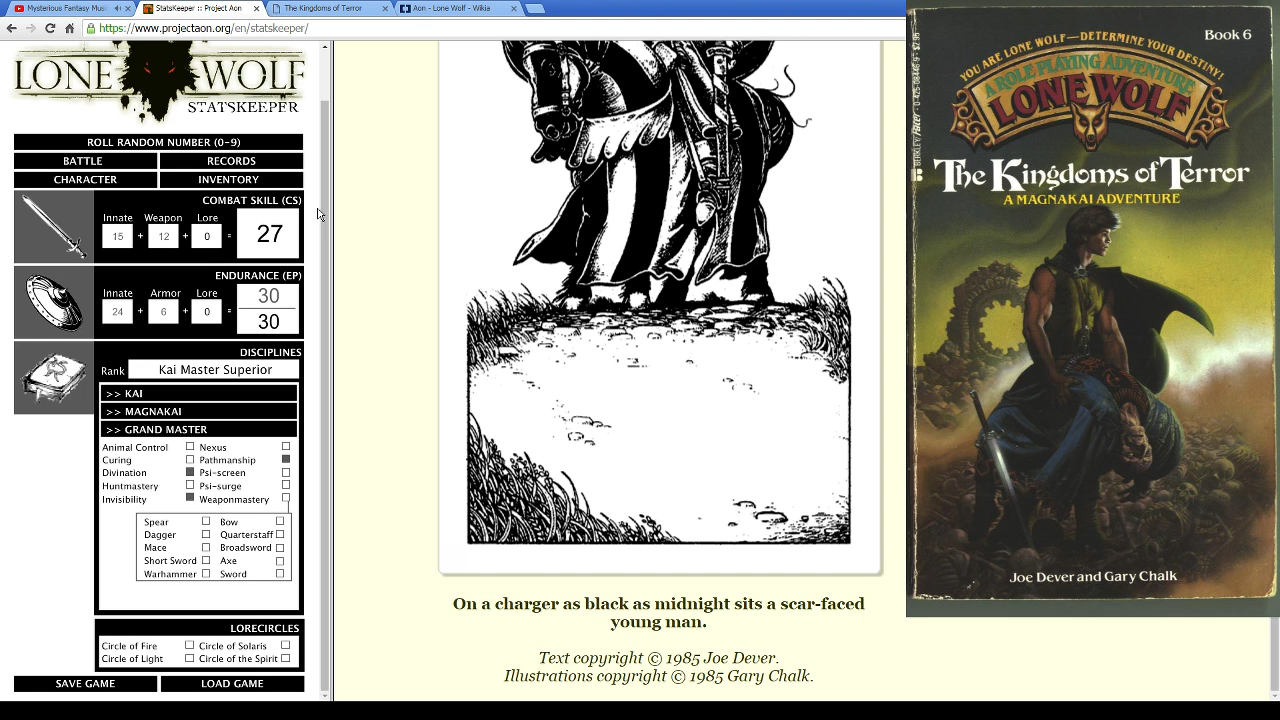 Mysterious Fantasy Musi
StatsKeeper :: Project Aon
The Kingdoms of Terror
Aon - Lone Wolf - Wikia
https://www.projectaon.org/en/statskeeper/
LONE WOLF
STATSKEEPER
ROLL RANDOM NUMBER (0-9)
BATTLE
RECORDS
CHARACTER
INVENTORY
COMBAT SKILL (CS)
Innate Weapon Lore
15 + 12 + 0 = 27
ENDURANCE (EP)
Innate Armor Lore
30
24 + 6 + 0 =
30
DISCIPLINES
Rank Kai Master Superior
>> KAI
>> MAGNAKAI
>> GRAND MASTER
Animal Control Nexus
Curing Pathmanship
Divination Psi-screen
Huntmastery Psi-surge
Invisibility Weaponmastery
Spear Bow
Dagger Quarterstaff
Mace Broadsword
Short Sword Axe
Warhammer Sword
LORECIRCLES
Circle of Fire Circle of Solaris
Circle of Light Circle of the Spirit
SAVE GAME
LOAD GAME
On a charger as black as midnight sits a scar-faced
young man.
Text copyright © 1985 Joe Dever.
Illustrations copyright © 1985 Gary Chalk.
Book 6
YOU ARE LONE WOLF—DETERMINE YOUR DESTINY!
A ROLE PLAYING ADVENTURE
LONE WOLF
The Kingdoms of Terror
A MAGNAKAI ADVENTURE
Joe Dever and Gary Chalk